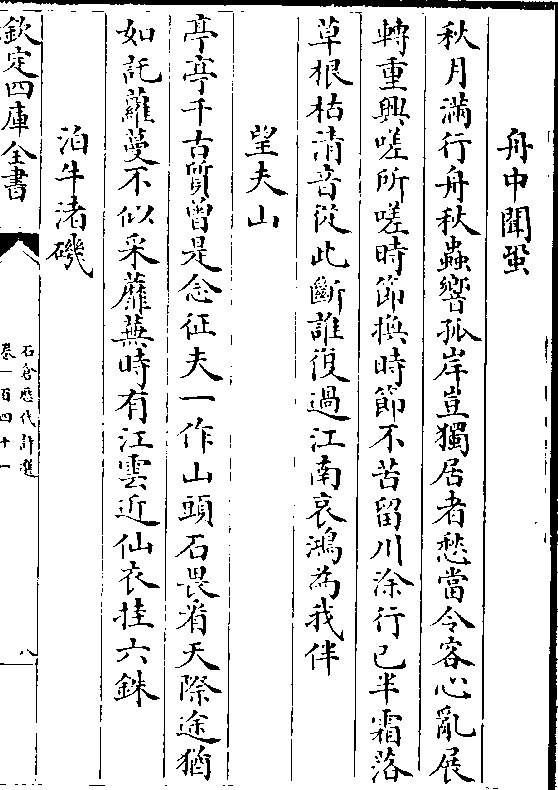 舟中聞蛩
秋月滿行舟秋蟲響孤岸豈獨居者愁當令客心亂展
轉重興嗟所嗟時節換時節不苦留川涂行已半霜落
草根枯清音從此斷誰復過江南哀鴻為我伴
望夫山
亭亭千古質曾是念征夫一作山頭石畏看天際途猶
如託蘿蔓不似采蘼蕪時有江雲近仙衣挂六銖
泊牛渚磯
欽定四庫全書
石倉歷代詩選
卷一百四十一
八